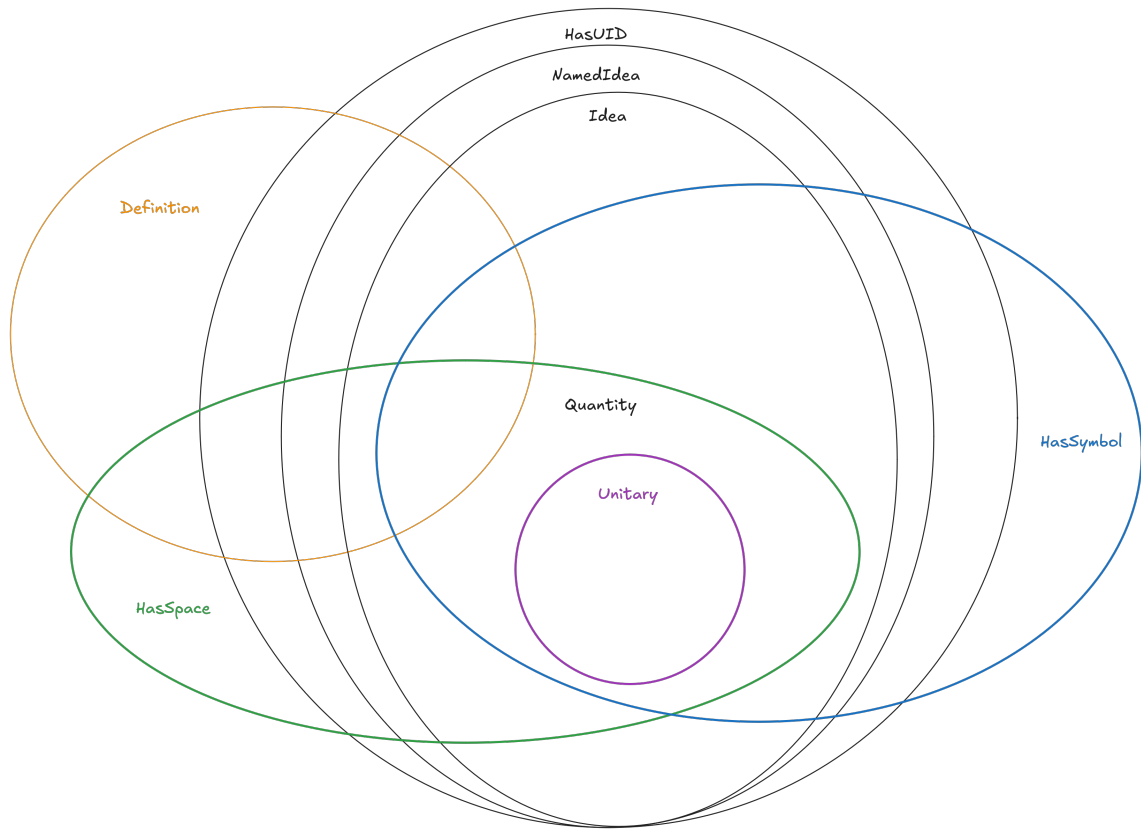 HasUID
NamedIdea
Idea
Definition
Quantity
HasSymbol
Unitary
HasSpace